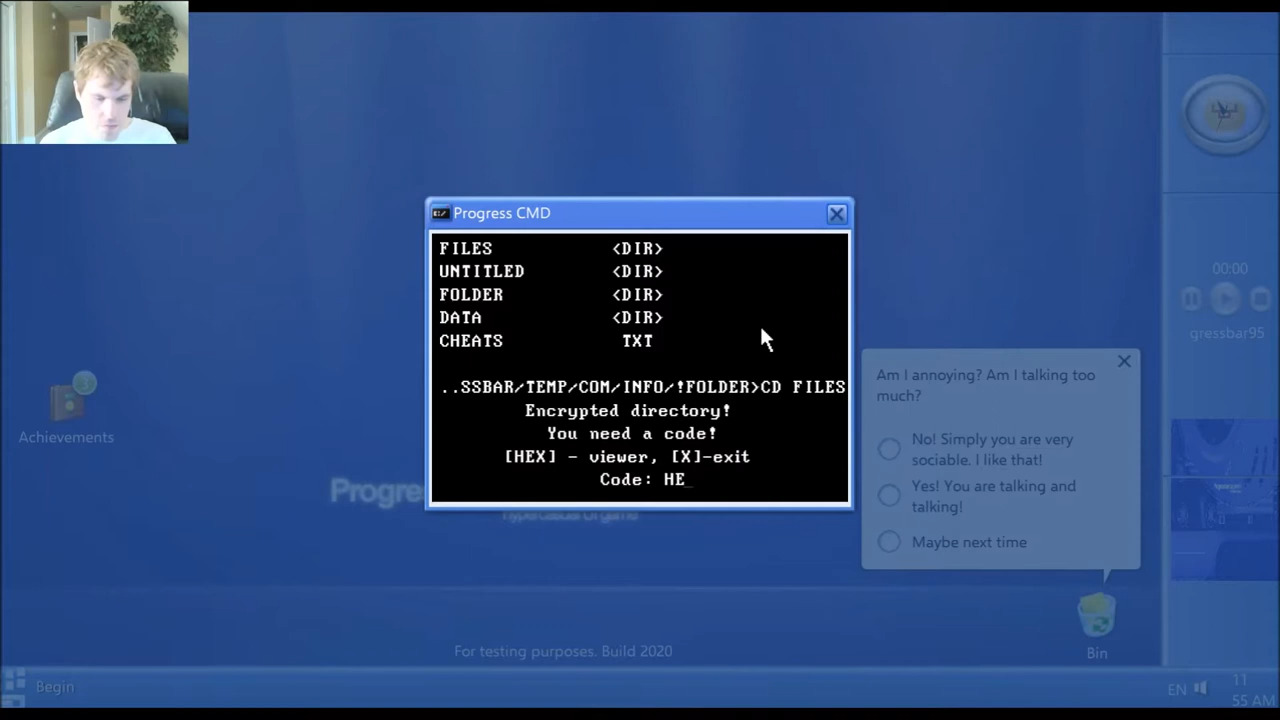 Progress CMD
FILES <DIR>
UNTITLED <DIR>
FOLDER <DIR>
DATA <DIR>
CHEATS TXT
..SSBAR/TEMP/COM/INFO/!FOLDER>CD FILES
Encrypted directory!
You need a code!
[HEX] - viewer, [X]-exit
Code: HE_
00:00
gressbar95
Am I annoying? Am I talking too
much?
No! Simply you are very
sociable. I like that!
Yes! You are talking and
talking!
Maybe next time
3
Achievements
Progre
For testing purposes. Build 2020
Bin
Begin
EN
11
55 AM